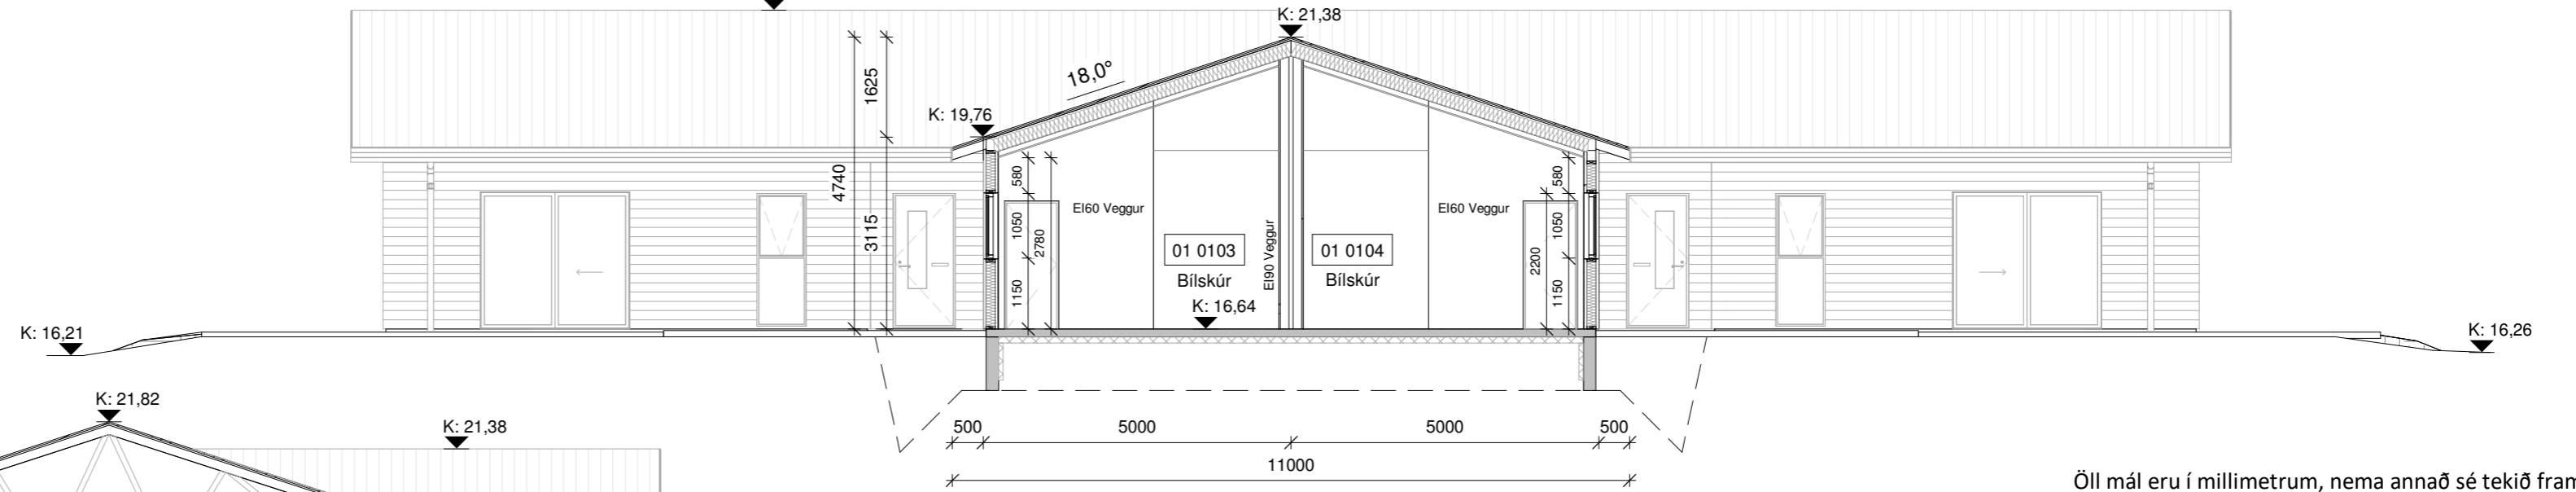 K: 21,38
18,0°
1625
K: 19,76
4740
3115
580
580
EI60 Veggur
EI60 Veggur
1050
2780
EI90 Veggur
1050
2200
01 0103
01 0104
Bílskúr
Bílskúr
1150
1150
K: 16,64
K: 16,21
K: 16,26
K: 21,82
K: 21,38
500
5000
5000
500
11000
Öll mál eru í millimetrum, nema annað sé tekið fram